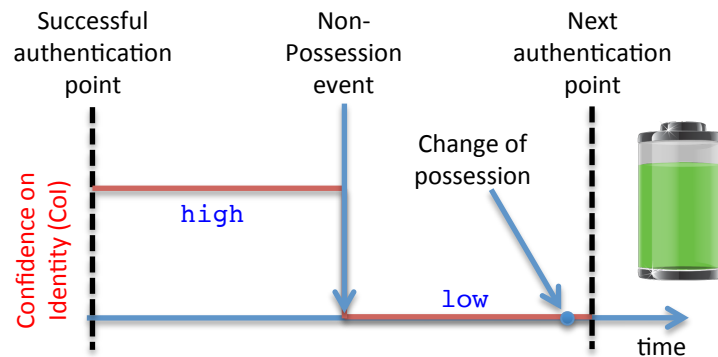 Successful
authentication
point
Non-
Possession
event
Next
authentication
point
Change of
possession
Confidence on
Identity (CoI)
high
low
time